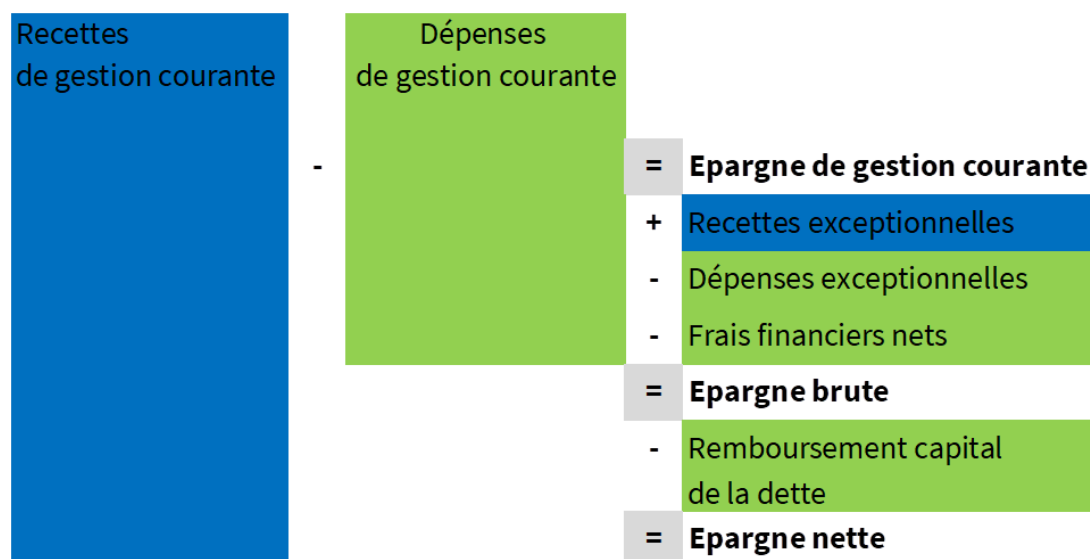 Recettes
de gestion courante
Dépenses
de gestion courante
-
= Epargne de gestion courante
+ Recettes exceptionnelles
- Dépenses exceptionnelles
- Frais financiers nets
= Epargne brute
- Remboursement capital
de la dette
= Epargne nette